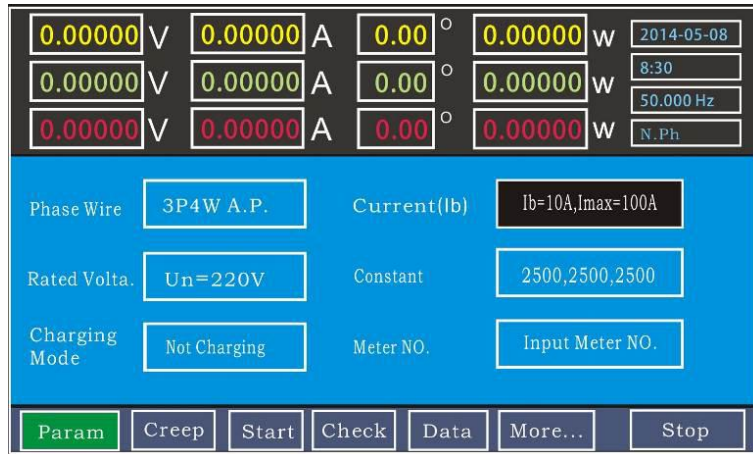 0.00000 V 0.00000 A 0.00 ° 0.00000 W 2014-05-08
0.00000 V 0.00000 A 0.00 ° 0.00000 W 8:30
50.000 Hz
0.00000 V 0.00000 A 0.00 ° 0.00000 W N.Ph
Phase Wire 3P4W A.P. Current(Ib) Ib=10A,Imax=100A
Rated Volta. Un=220V Constant 2500,2500,2500
Charging
Mode Not Charging Meter NO. Input Meter NO.
Param Creep Start Check Data More... Stop